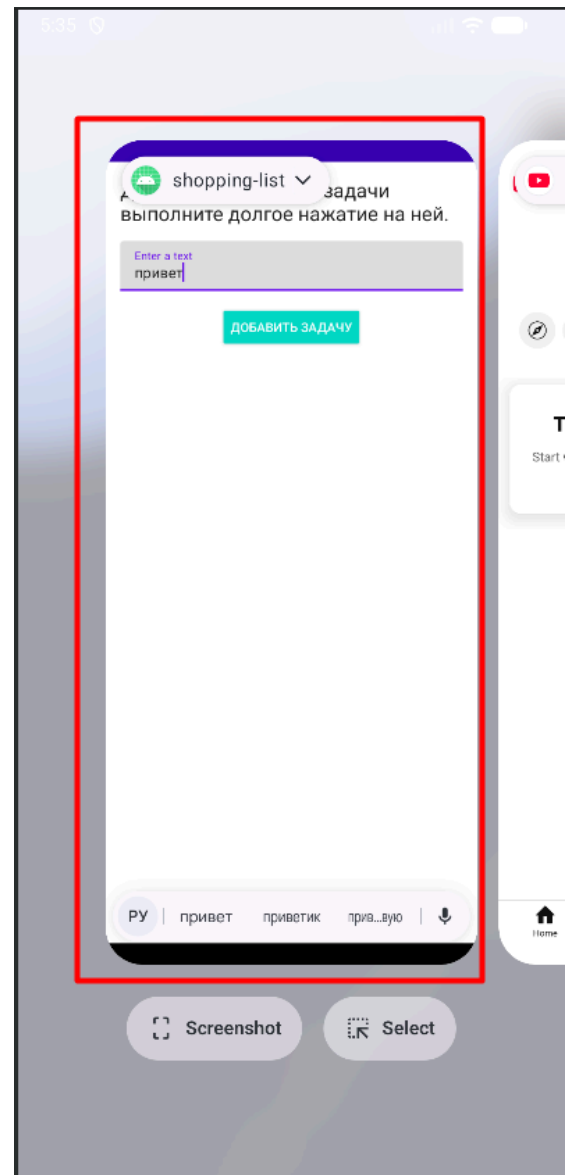 5:35
shopping-list
задачи
выполните долгое нажатие на ней.
Enter a text
привет
ДОБАВИТЬ ЗАДАЧУ
Start
РУ привет приветик прив...вую
Home
Screenshot
Select